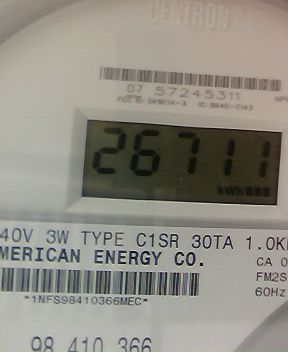 CENTRON®
07 57245311
26711
kWh
40V 3W TYPE C1SR 30TA 1.0K
MERICAN ENERGY CO.
CA 0
FM2S
60Hz
*1NFS98410366MEC*
98 410 366